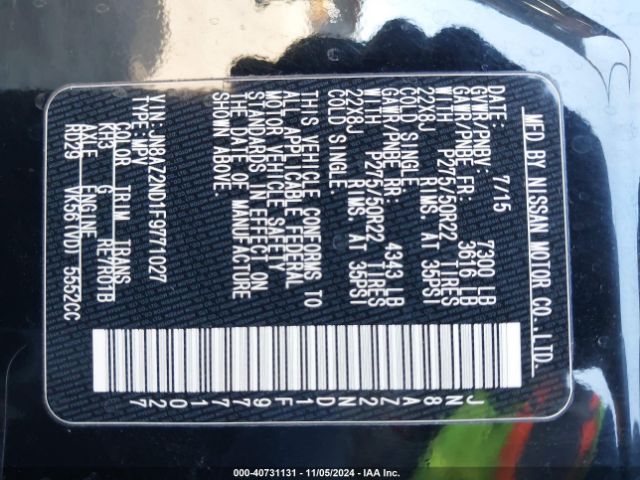 MFD BY NISSAN MOTOR CO.,LTD.
DATE: 7/15
GVWR/PNBV: 7300 LB
GAWR/PNBE FR: 3616 LB
WITH P275/50R22 TIRES
22X8J RIMS AT 35PSI
COLD SINGLE
GAWR/PNBE RR: 4343 LB
WITH P275/50R22 TIRES
22X8J RIMS AT 35PSI
COLD SINGLE
THIS VEHICLE CONFORMS TO
ALL APPLICABLE FEDERAL
MOTOR VEHICLE SAFETY
STANDARDS IN EFFECT ON
THE DATE OF MANUFACTURE
SHOWN ABOVE.
V.I.N: JN8AZ2ND1F9771027
TYPE:MPV
COLOR TRIM TRANS
KH3 G RE7R01B
AXLE ENGINE
RD29 VK56 (VD) 5552CC
JN8AZ2ND1F9771027
000-40731131 - 11/05/2024 - IAA Inc.